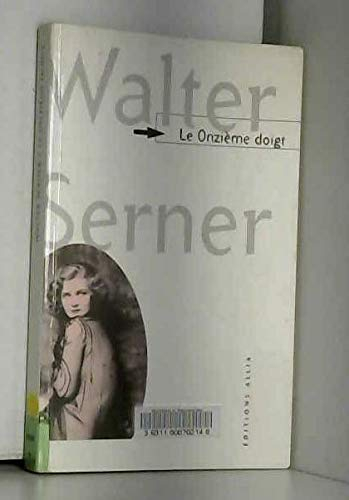 Walter
Le Onzième doigt
Serner
EDITIONS ALLIA